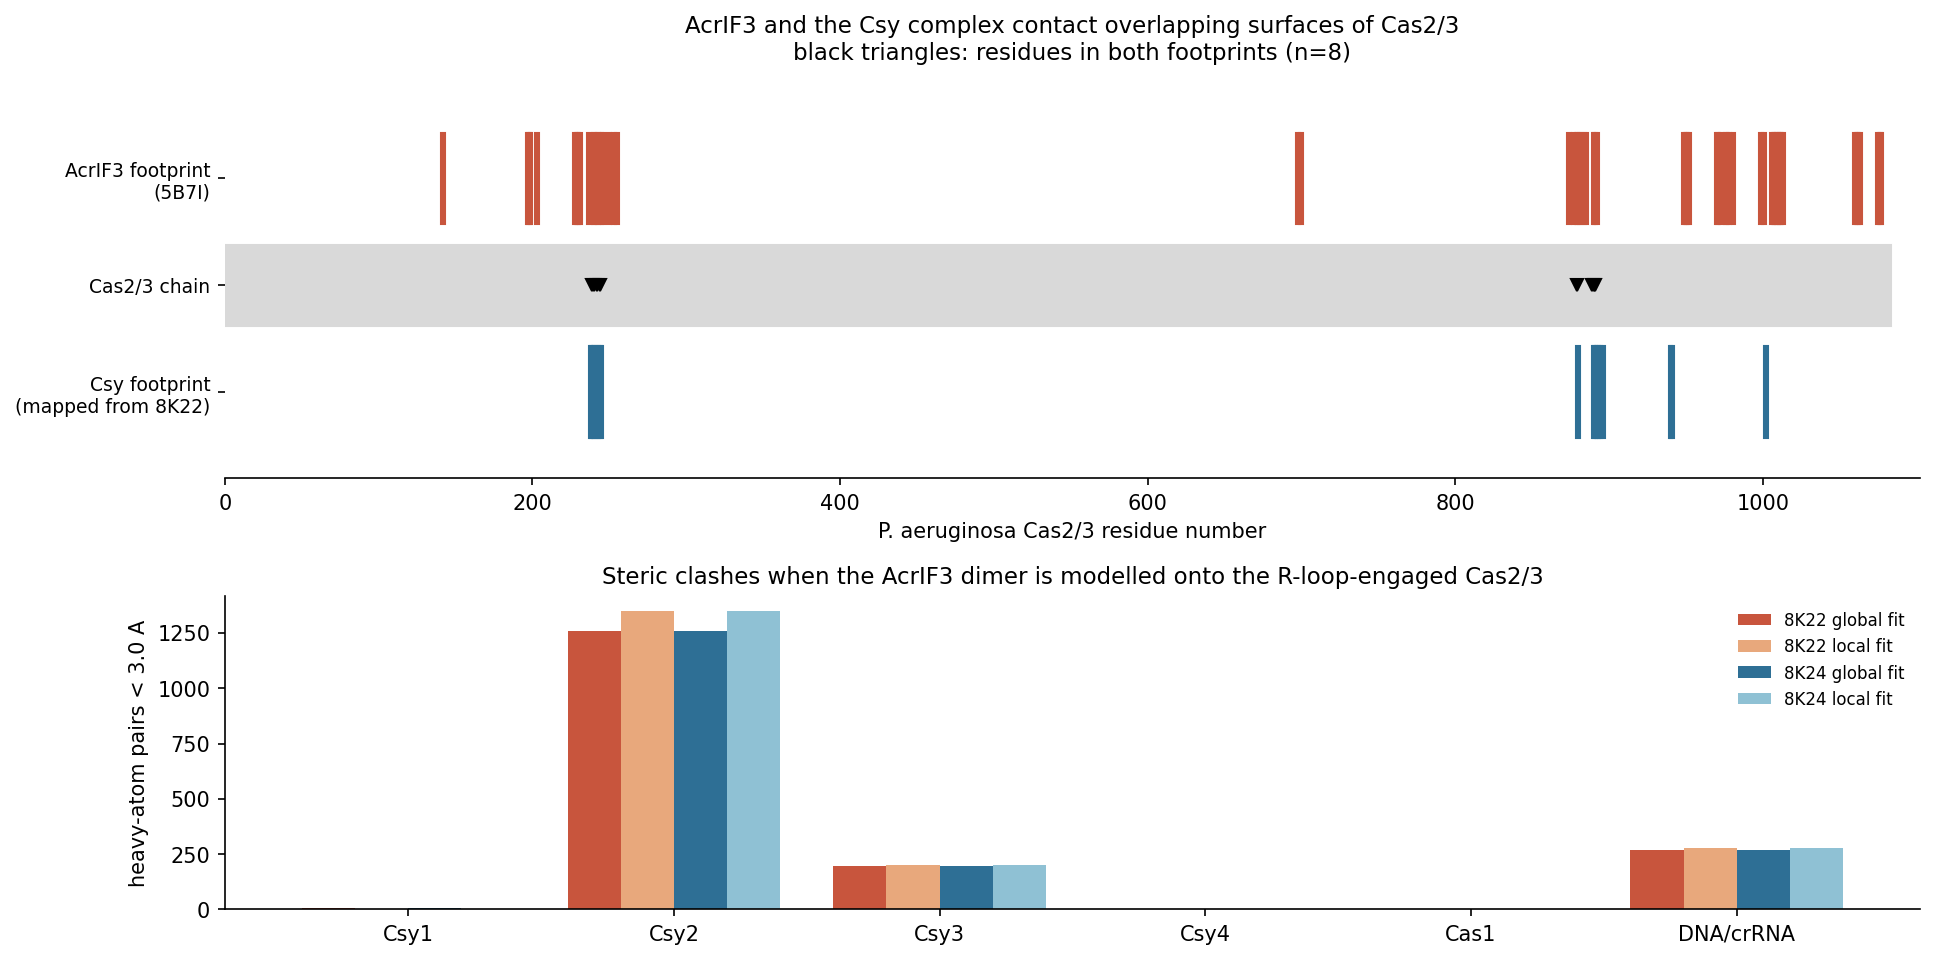 AcrIF3 and the Csy complex contact overlapping surfaces of Cas2/3
black triangles: residues in both footprints (n=8)
AcrIF3 footprint
(5B7I)
Cas2/3 chain
Csy footprint
(mapped from 8K22)
0 200 400 600 800 1000
P. aeruginosa Cas2/3 residue number
Steric clashes when the AcrIF3 dimer is modelled onto the R-loop-engaged Cas2/3
heavy-atom pairs < 3.0 A
1250
1000
750
500
250
0
8K22 global fit
8K22 local fit
8K24 global fit
8K24 local fit
Csy1 Csy2 Csy3 Csy4 Cas1 DNA/crRNA